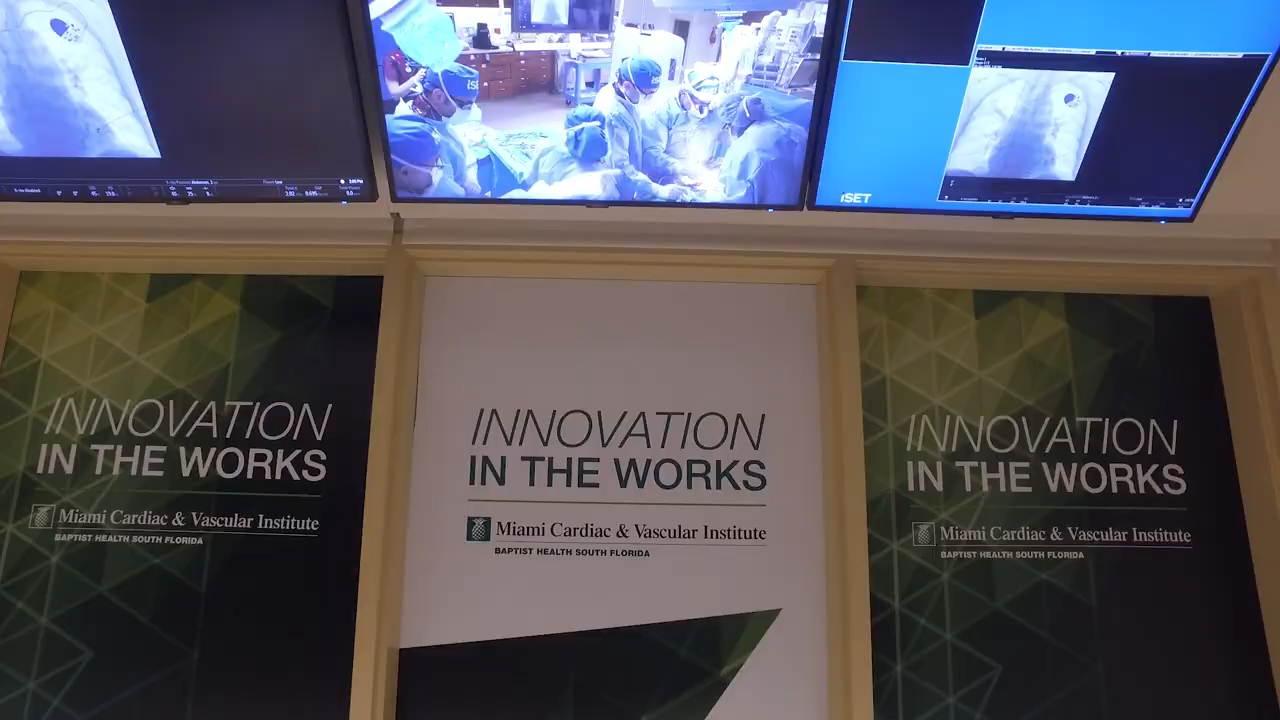 iSET
INNOVATION
IN THE WORKS
Miami Cardiac & Vascular Institute
BAPTIST HEALTH SOUTH FLORIDA
INNOVATION
IN THE WORKS
Miami Cardiac & Vascular Institute
BAPTIST HEALTH SOUTH FLORIDA
INNOVATION
IN THE WORKS
Miami Cardiac & Vascular Institute
BAPTIST HEALTH SOUTH FLORIDA